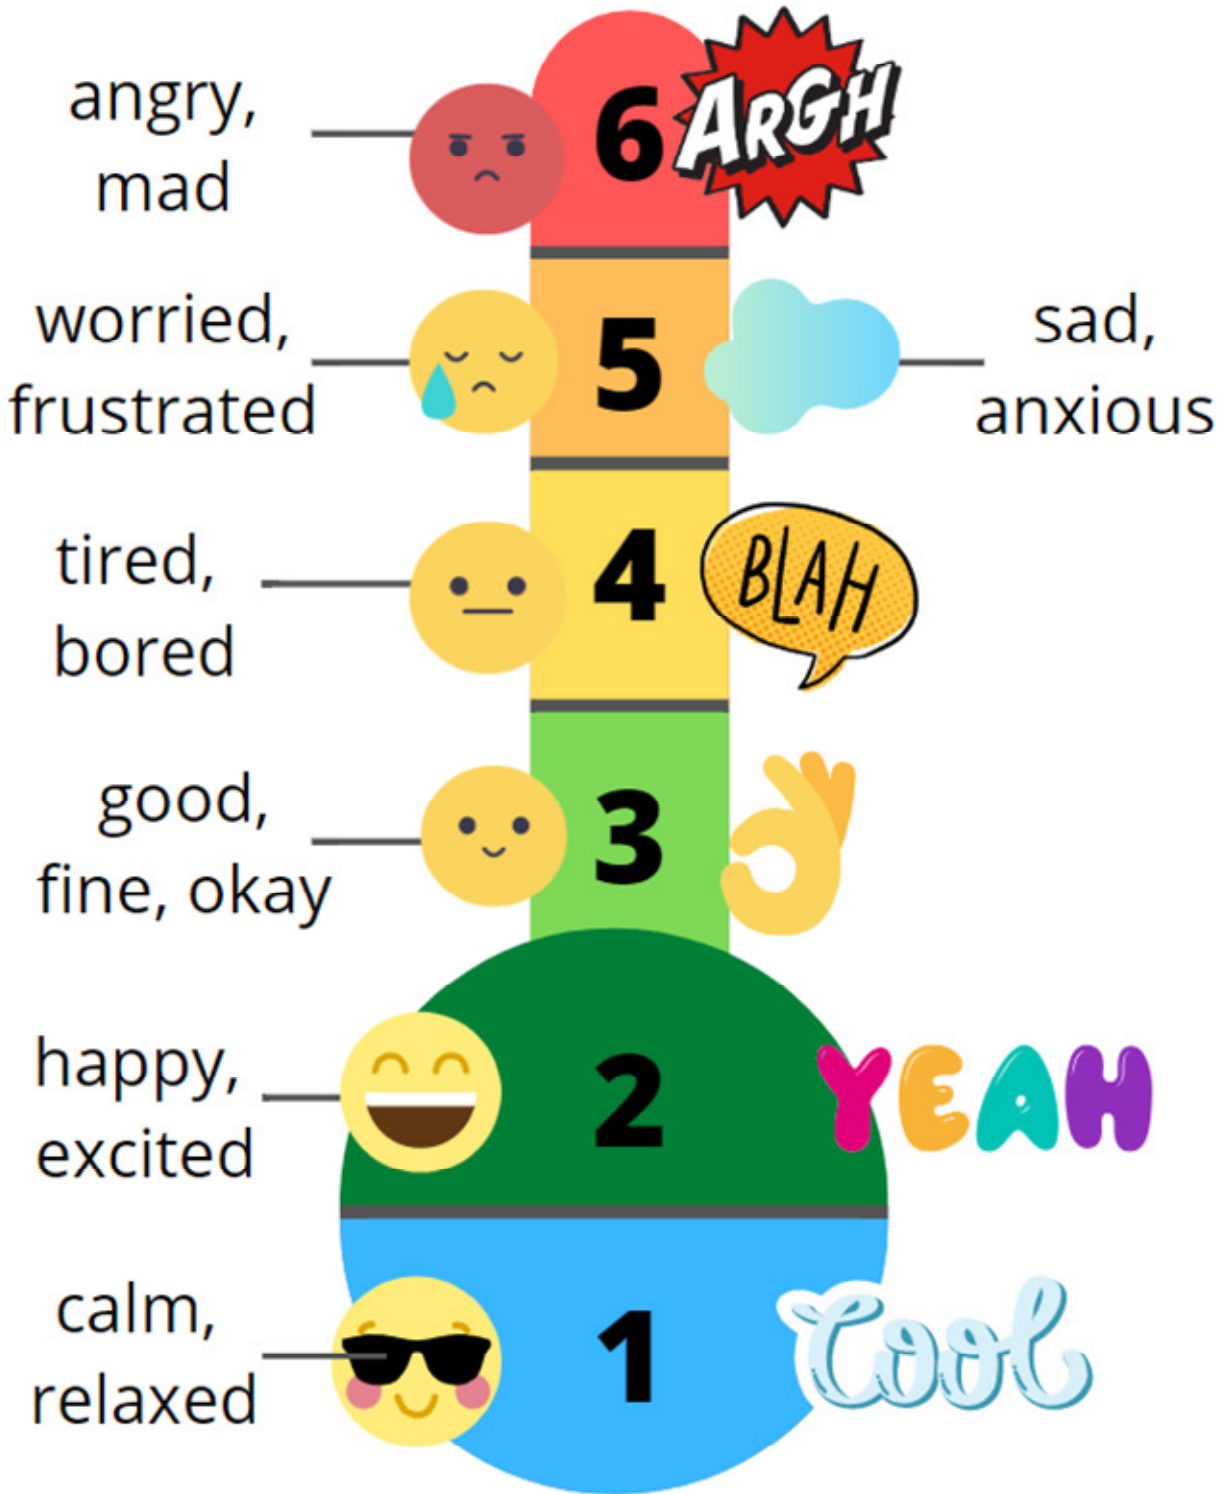 angry,
mad
6
ARGH
worried,
frustrated
5
sad,
anxious
tired,
bored
4
BLAH
good,
fine, okay
3
happy,
excited
2
YEAH
calm,
relaxed
1
Cool